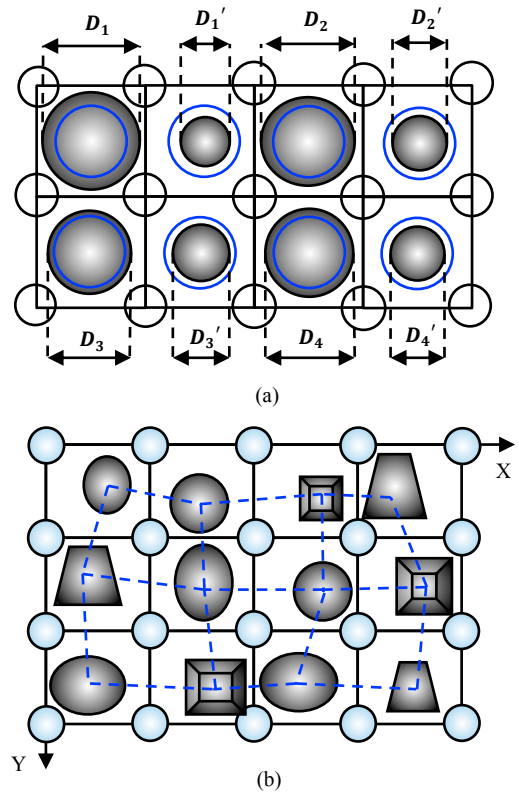 D₁ D₁′ D₂ D₂′
D₃ D₃′ D₄ D₄′
(a)
X
Y
(b)